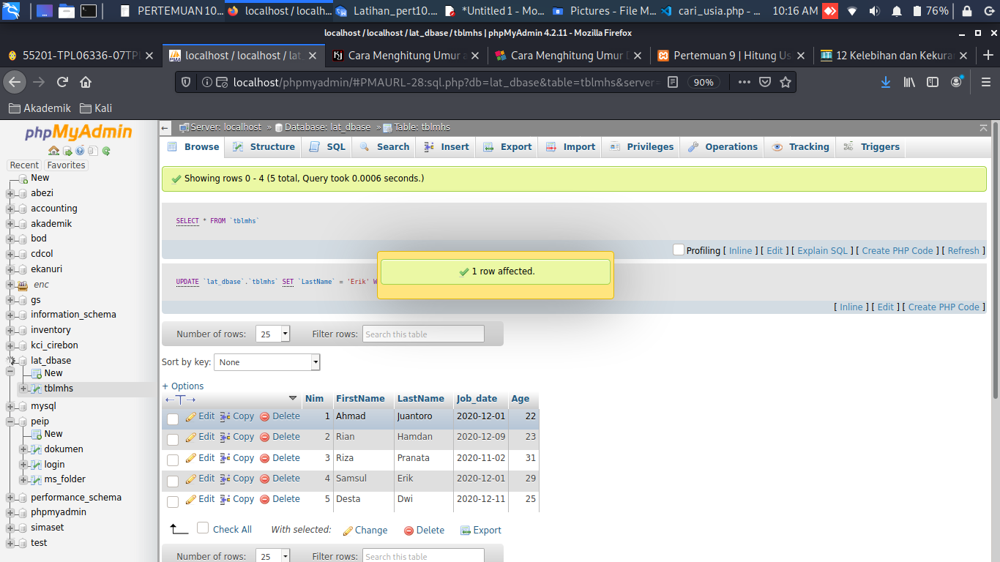 PERTEMUAN 10...
localhost / localh...
Latihan_pert10....
*Untitled 1 - Mo...
Pictures - File M...
cari_usia.php - ...
10:16 AM
76%
localhost / localhost / lat_dbase / tblmhs | phpMyAdmin 4.2.11 - Mozilla Firefox
55201-TPL06336-07TPL
localhost / localhost / lat
Cara Menghitung Umur a
Cara Menghitung Umur D
Pertemuan 9 | Hitung Us
12 Kelebihan dan Kekura
localhost/phpmyadmin/#PMAURL-28:sql.php?db=lat_dbase&table=tblmhs&server=
90%
Akademik
Kali
phpMyAdmin
Recent
Favorites
New
abezi
accounting
akademik
bod
cdcol
ekanuri
enc
gs
information_schema
inventory
kci_cirebon
lat_dbase
New
tblmhs
mysql
peip
New
dokumen
login
ms_folder
performance_schema
phpmyadmin
simaset
test
Server: localhost » Database: lat_dbase » Table: tblmhs
Browse Structure SQL Search Insert Export Import Privileges Operations Tracking Triggers
Showing rows 0 - 4 (5 total, Query took 0.0006 seconds.)
SELECT * FROM `tblmhs`
Profiling [ Inline ] [ Edit ] [ Explain SQL ] [ Create PHP Code ] [ Refresh ]
1 row affected.
UPDATE `lat_dbase`.`tblmhs` SET `LastName` = 'Erik' W
[ Inline ] [ Edit ] [ Create PHP Code ]
Number of rows: 25 Filter rows: Search this table
Sort by key: None
+ Options
Nim FirstName LastName Job_date Age
Edit Copy Delete 1 Ahmad Juantoro 2020-12-01 22
Edit Copy Delete 2 Rian Hamdan 2020-12-09 23
Edit Copy Delete 3 Riza Pranata 2020-11-02 31
Edit Copy Delete 4 Samsul Erik 2020-12-01 29
Edit Copy Delete 5 Desta Dwi 2020-12-11 25
Check All With selected: Change Delete Export
Number of rows: 25 Filter rows: Search this table